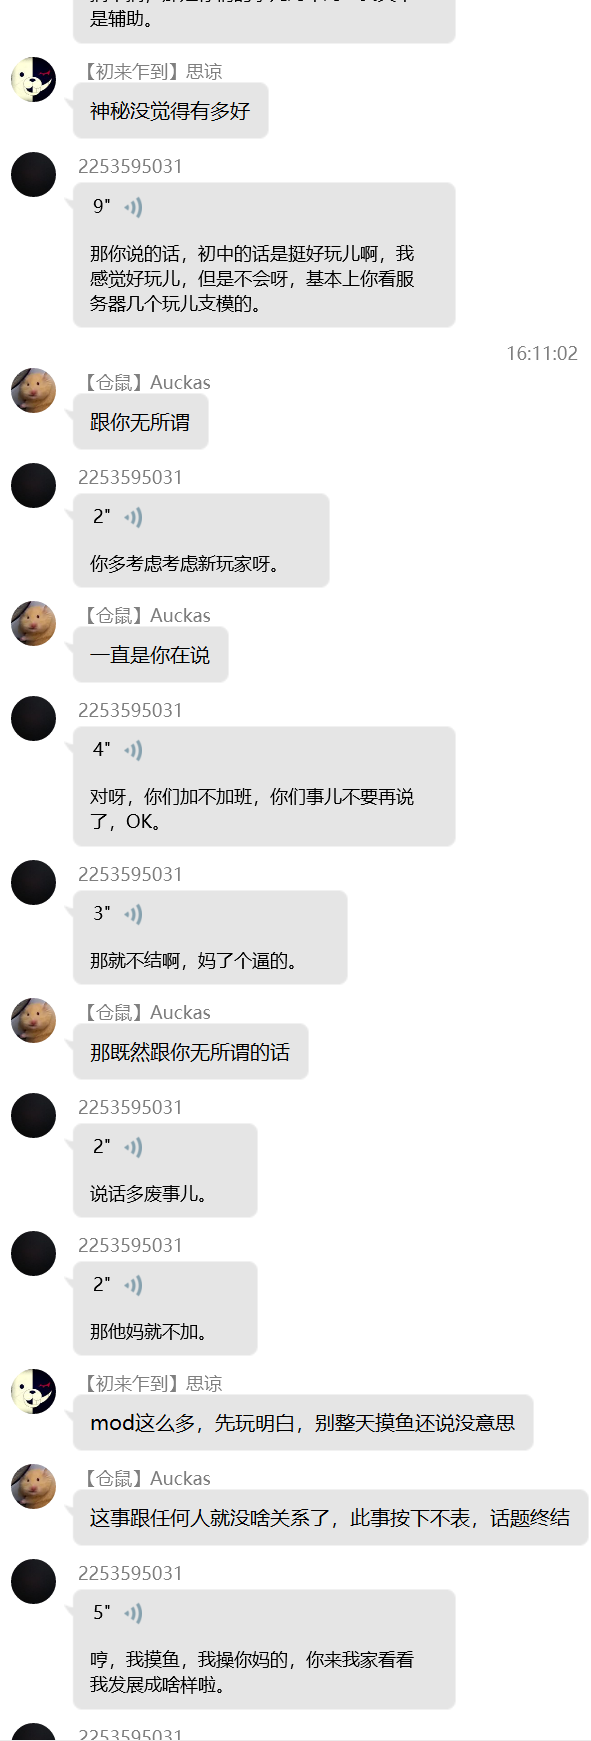 是辅助。
【初来乍到】思谅
神秘没觉得有多好
2253595031
9"
那你说的话，初中的话是挺好玩儿啊，我
感觉好玩儿，但是不会呀，基本上你看服
务器几个玩儿支模的。
16:11:02
【仓鼠】Auckas
跟你无所谓
2253595031
2"
你多考虑考虑新玩家呀。
【仓鼠】Auckas
一直是你在说
2253595031
4"
对呀，你们加不加班，你们事儿不要再说
了，OK。
2253595031
3"
那就不结啊，妈了个逼的。
【仓鼠】Auckas
那既然跟你无所谓的话
2253595031
2"
说话多废事儿。
2253595031
2"
那他妈就不加。
【初来乍到】思谅
mod这么多，先玩明白，别整天摸鱼还说没意思
【仓鼠】Auckas
这事跟任何人就没啥关系了，此事按下不表，话题终结
2253595031
5"
哼，我摸鱼，我操你妈的，你来我家看看
我发展成啥样啦。
2253595031